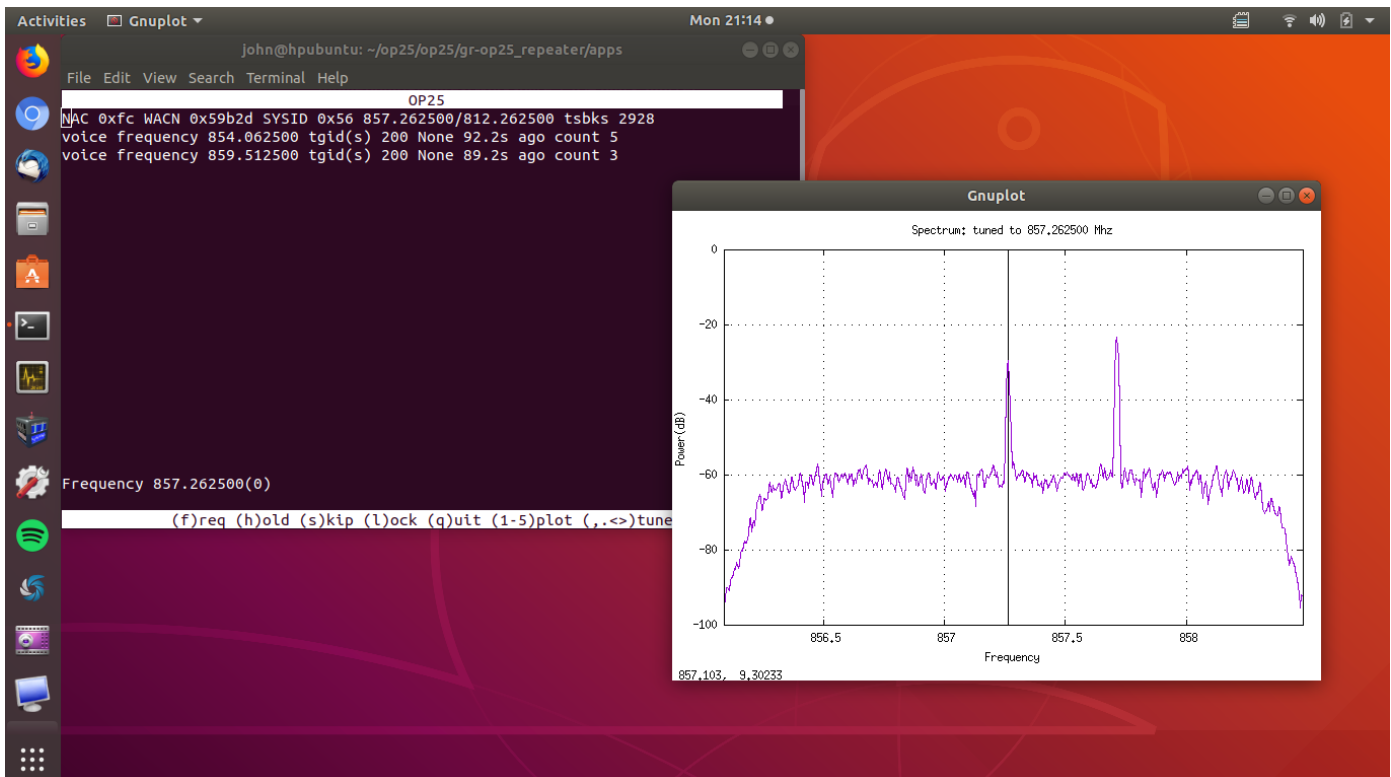 Activities Gnuplot Mon 21:14
john@hpubuntu: ~/op25/op25/gr-op25_repeater/apps
File Edit View Search Terminal Help
OP25
NAC 0xfc WACN 0x59b2d SYSID 0x56 857.262500/812.262500 tsbks 2928
voice frequency 854.062500 tgid(s) 200 None 92.2s ago count 5
voice frequency 859.512500 tgid(s) 200 None 89.2s ago count 3
Frequency 857.262500(0)
(f)req (h)old (s)kip (l)ock (q)uit (1-5)plot (,.<>)tune
Gnuplot
Spectrum: tuned to 857.262500 Mhz
0
-20
-40
-60
-80
-100
Power(dB)
856.5 857 857.5 858
Frequency
857.103, 9.30233